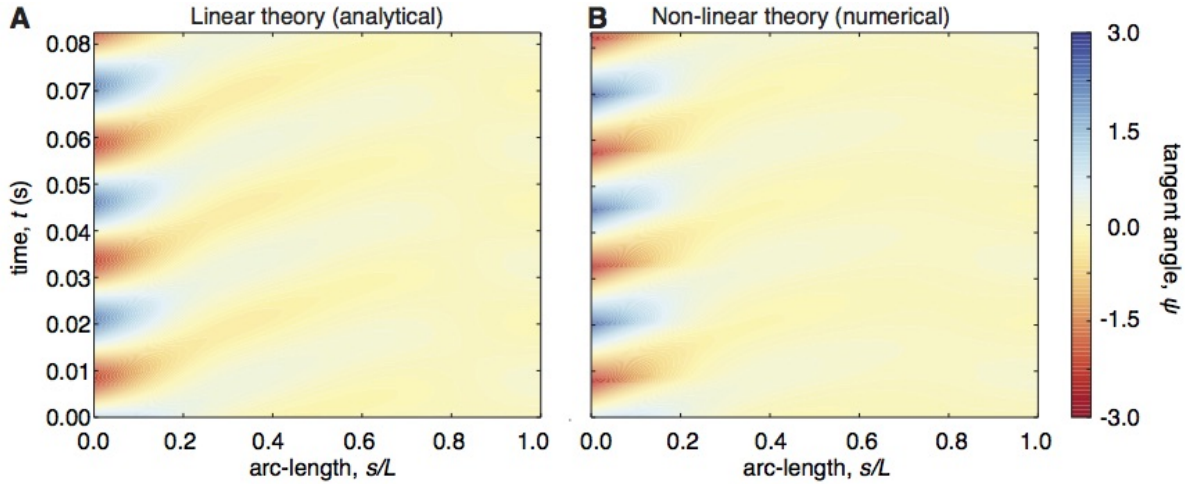 A Linear theory (analytical)
B Non-linear theory (numerical)
0.08
0.07
0.06
0.05
0.04
0.03
0.02
0.01
0.00
time, t (s)
0.0 0.2 0.4 0.6 0.8 1.0
arc-length, s/L
0.0 0.2 0.4 0.6 0.8 1.0
arc-length, s/L
3.0
1.5
0.0
-1.5
-3.0
tangent angle, ψ